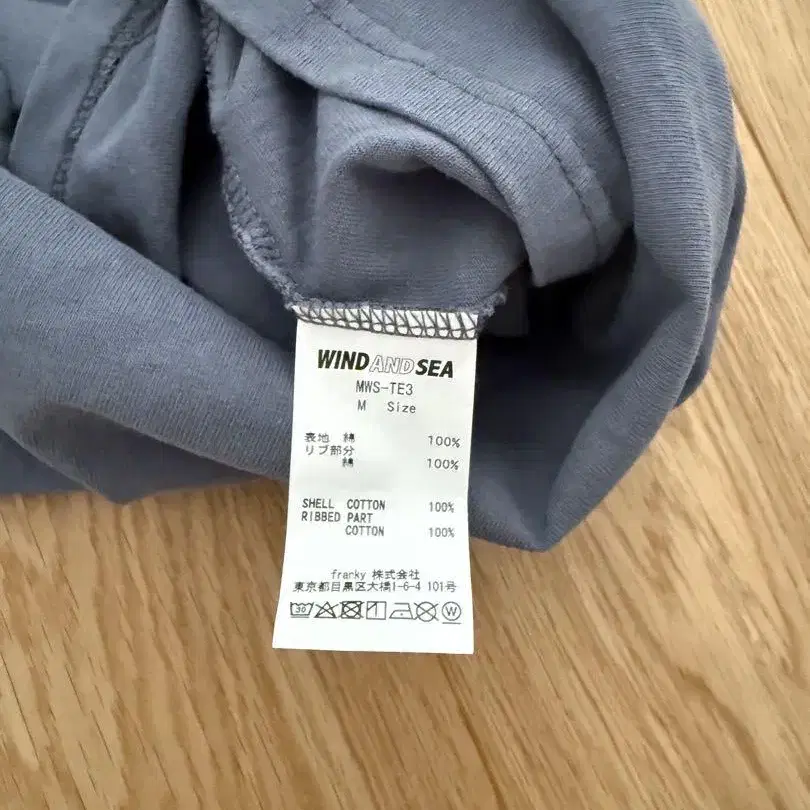 WIND AND SEA
MWS-TE3
M Size
表地 綿 100%
リブ部分
綿 100%
SHELL COTTON 100%
RIBBED PART
COTTON 100%
franky 株式会社
東京都目黒区大橋1-6-4 101号
30 W